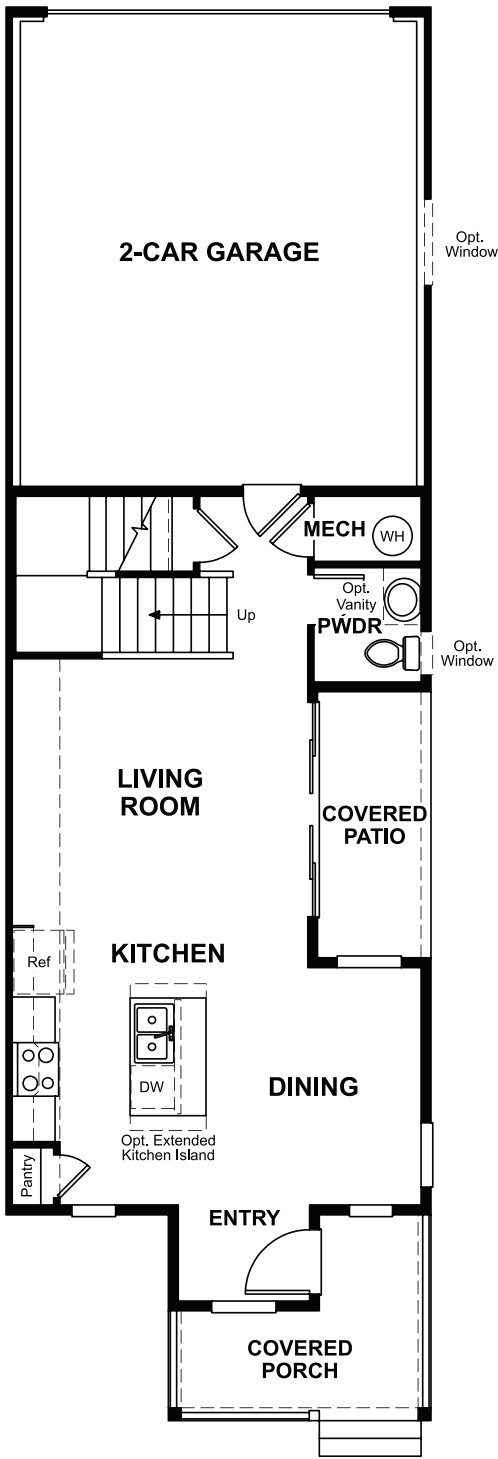 2-CAR GARAGE
Opt.
Window
MECH
WH
Opt.
Vanity
Up
PWDR
Opt.
Window
LIVING
ROOM
COVERED
PATIO
KITCHEN
Ref
DW
DINING
Opt. Extended
Kitchen Island
Pantry
ENTRY
COVERED
PORCH